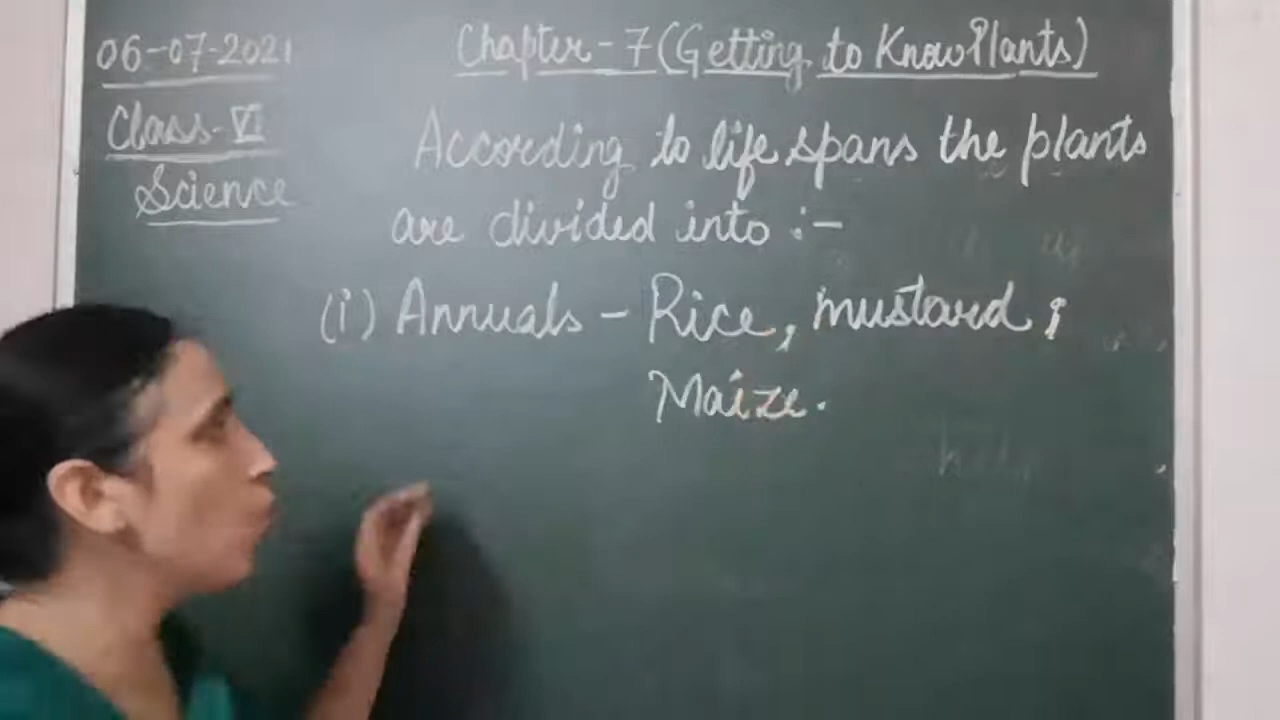 06-07-2021
Class-VI
Science
Chapter-7 (Getting to Know Plants)
According to life spans the plants
are divided into :-
(i) Annuals - Rice, mustard,
Maize.